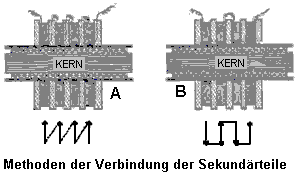 KERN KERN
A B
Methoden der Verbindung der Sekundärteile